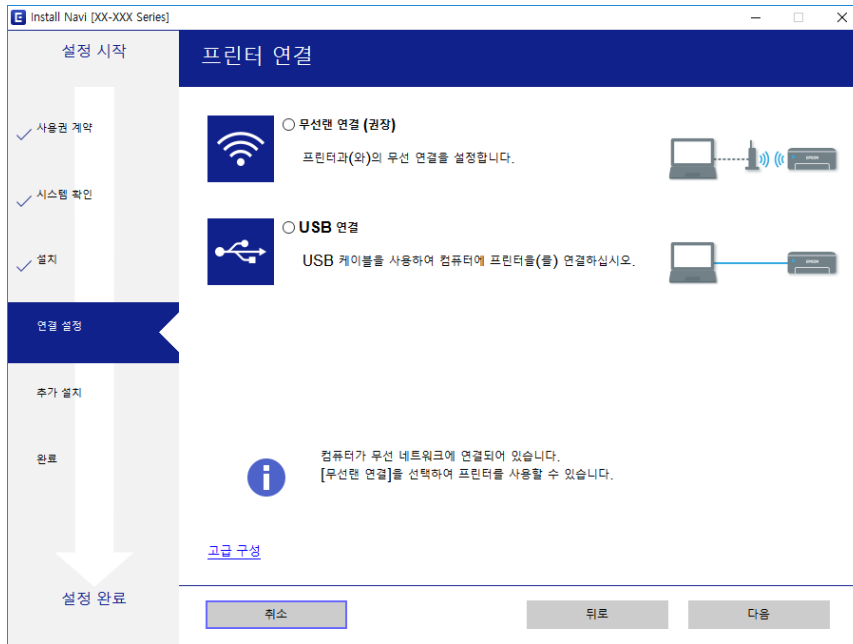 Install Navi [XX-XXX Series]
설정 시작
사용권 계약
시스템 확인
설치
연결 설정
추가 설치
완료
설정 완료
프린터 연결
무선랜 연결 (권장)
프린터과(와)의 무선 연결을 설정합니다.
EPSON
USB 연결
USB 케이블을 사용하여 컴퓨터에 프린터을(를) 연결하십시오.
EPSON
컴퓨터가 무선 네트워크에 연결되어 있습니다.
[무선랜 연결]을 선택하여 프린터를 사용할 수 있습니다.
고급 구성
취소
뒤로
다음